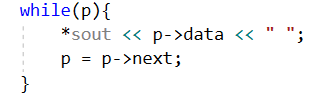 while(p){
*sout << p->data << " ";
p = p->next;
}